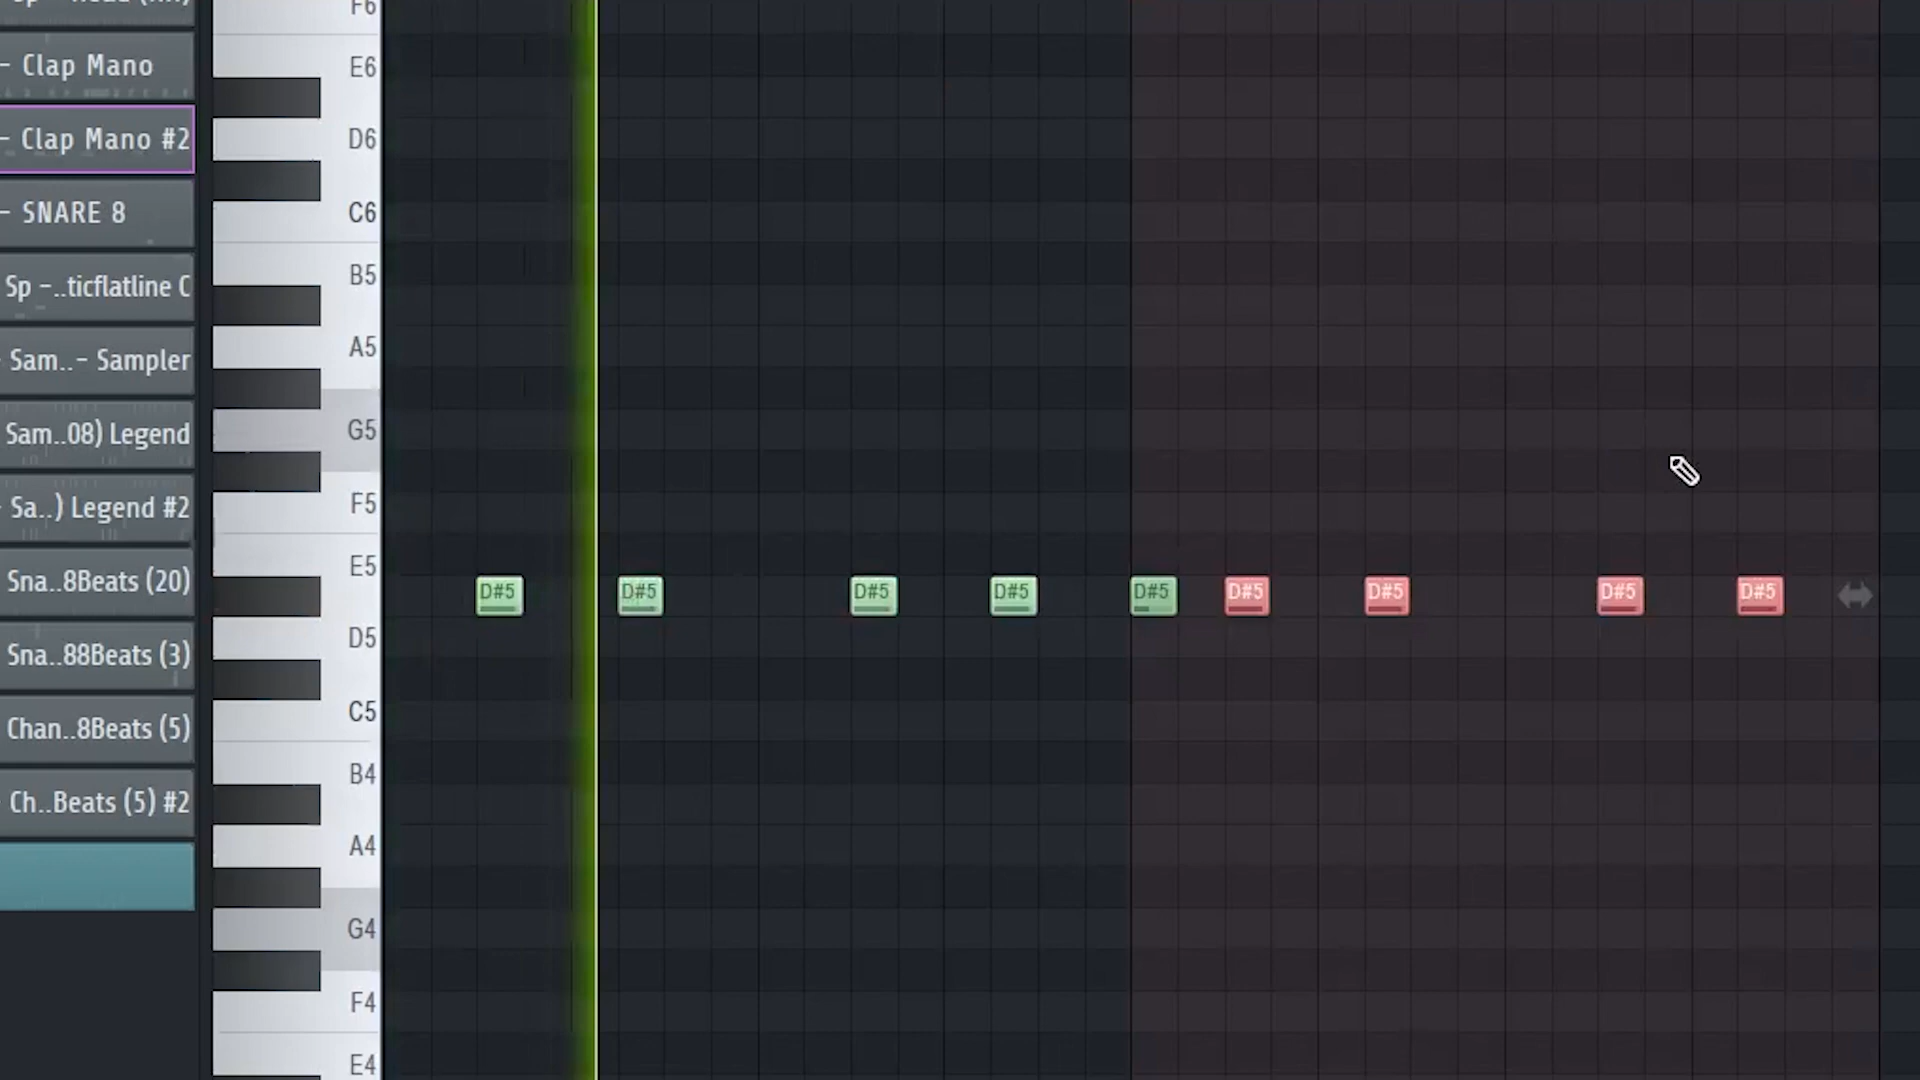 – Clap Mano
– Clap Mano #2
– SNARE 8
Sp –..ticflatline C
Sam..– Sampler
Sam..08) Legend
Sa..) Legend #2
Sna..8Beats (20)
Sna..88Beats (3)
Chan..8Beats (5)
Ch..Beats (5) #2
F6
E6
D6
C6
B5
A5
G5
F5
E5
D5
C5
B4
A4
G4
F4
E4
D#5 D#5 D#5 D#5 D#5 D#5 D#5 D#5 D#5